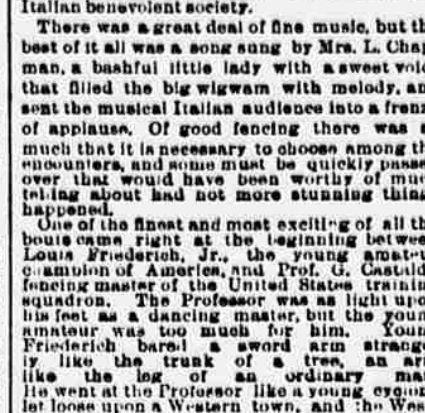 Italian benevolent society.
There was a great deal of fine music, but th
best of it all was a song sung by Mrs. L. Chap
man, a bashful little lady with a sweet voic
that filled the big wigwam with melody, an
sent the musical Italian audience into a frenz
of applause. Of good fencing there was s
much that it is necessary to choose among th
encounters, and some must be quickly passe
over that would have been worthy of muc
telling about had not more stunning thing
happened.
One of the finest and most exciting of all th
bouts came right at the beginning betwee
Louis Friederich, Jr., the young amateu
champion of America, and Prof. G. Castald
fencing master of the United States trainin
squadron. The Professor was as light upo
his feet as a dancing master, but the youn
amateur was too much for him. Youn
Friederich bared a sword arm strange
ly like the trunk of a tree, an arm
like the leg of an ordinary man
He went at the Professor like a young cyclon
let loose upon a Western town, and the Wes